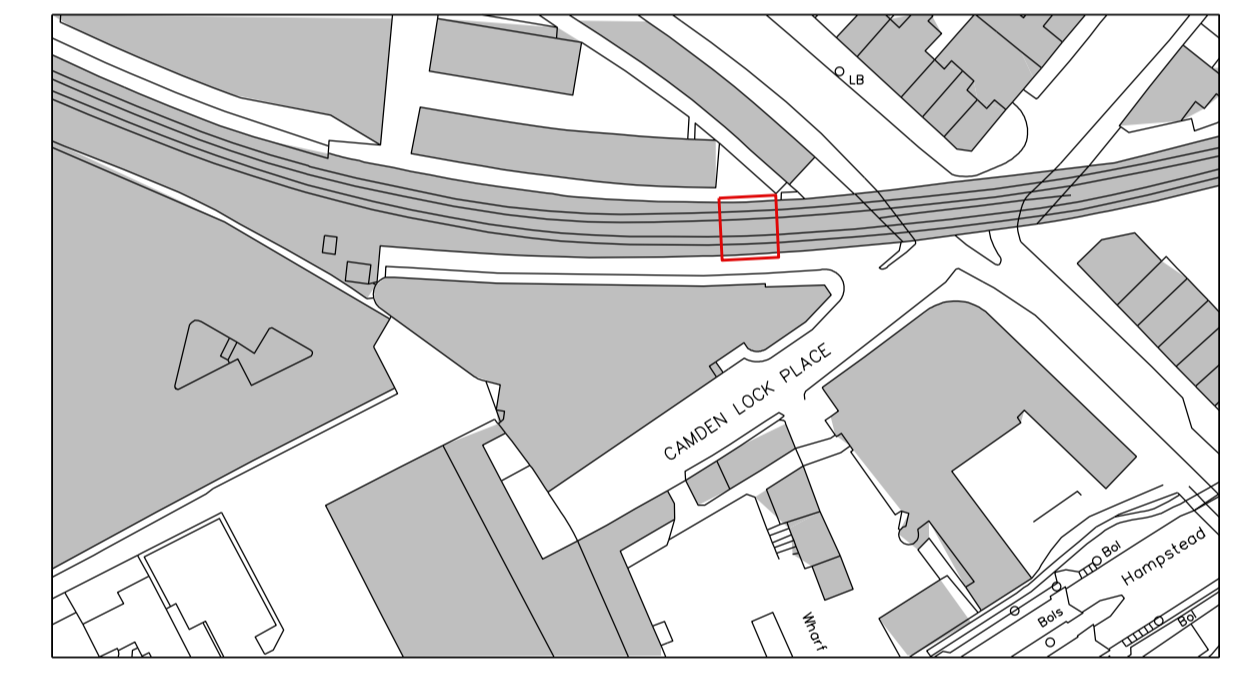 LB
CAMDEN LOCK PLACE
Bol
Hampstead
Bols
Bol
Wharf